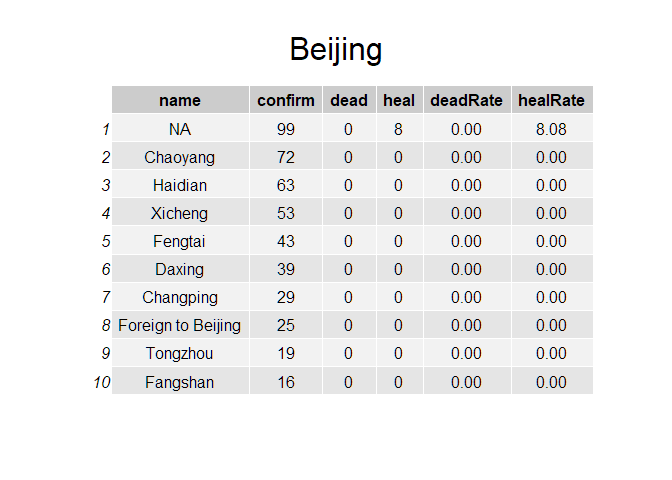 Beijing
name confirm dead heal deadRate healRate
1 NA 99 0 8 0.00 8.08
2 Chaoyang 72 0 0 0.00 0.00
3 Haidian 63 0 0 0.00 0.00
4 Xicheng 53 0 0 0.00 0.00
5 Fengtai 43 0 0 0.00 0.00
6 Daxing 39 0 0 0.00 0.00
7 Changping 29 0 0 0.00 0.00
8 Foreign to Beijing 25 0 0 0.00 0.00
9 Tongzhou 19 0 0 0.00 0.00
10 Fangshan 16 0 0 0.00 0.00